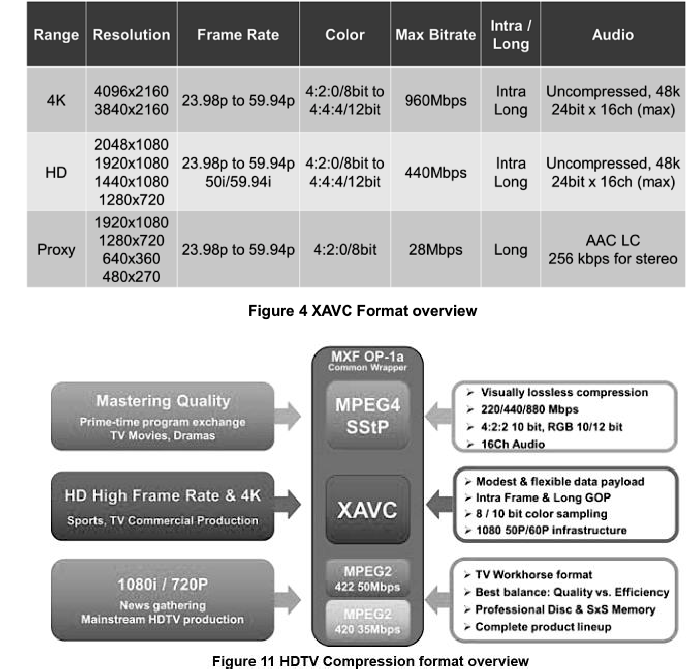 Range Resolution Frame Rate Color Max Bitrate Intra / Long Audio
4K
4096x2160
3840x2160
23.98p to 59.94p
4:2:0/8bit to
4:4:4/12bit
960Mbps
Intra
Long
Uncompressed, 48k
24bit x 16ch (max)
HD
2048x1080
1920x1080
1440x1080
1280x720
23.98p to 59.94p
50i/59.94i
4:2:0/8bit to
4:4:4/12bit
440Mbps
Intra
Long
Uncompressed, 48k
24bit x 16ch (max)
Proxy
1920x1080
1280x720
640x360
480x270
23.98p to 59.94p
4:2:0/8bit
28Mbps
Long
AAC LC
256 kbps for stereo
Figure 4 XAVC Format overview
MXF OP-1a
Common Wrapper
Mastering Quality
Prime-time program exchange
TV Movies, Dramas
MPEG4
SStP
➢ Visually lossless compression
➢ 220/440/880 Mbps
➢ 4:2:2 10 bit, RGB 10/12 bit
➢ 16Ch Audio
HD High Frame Rate & 4K
Sports, TV Commercial Production
XAVC
➢ Modest & flexible data payload
➢ Intra Frame & Long GOP
➢ 8 / 10 bit color sampling
➢ 1080 50P/60P infrastructure
1080i / 720P
News gathering
Mainstream HDTV production
MPEG2
422 50Mbps
MPEG2
420 35Mbps
➢ TV Workhorse format
➢ Best balance: Quality vs. Efficiency
➢ Professional Disc & SxS Memory
➢ Complete product lineup
Figure 11 HDTV Compression format overview